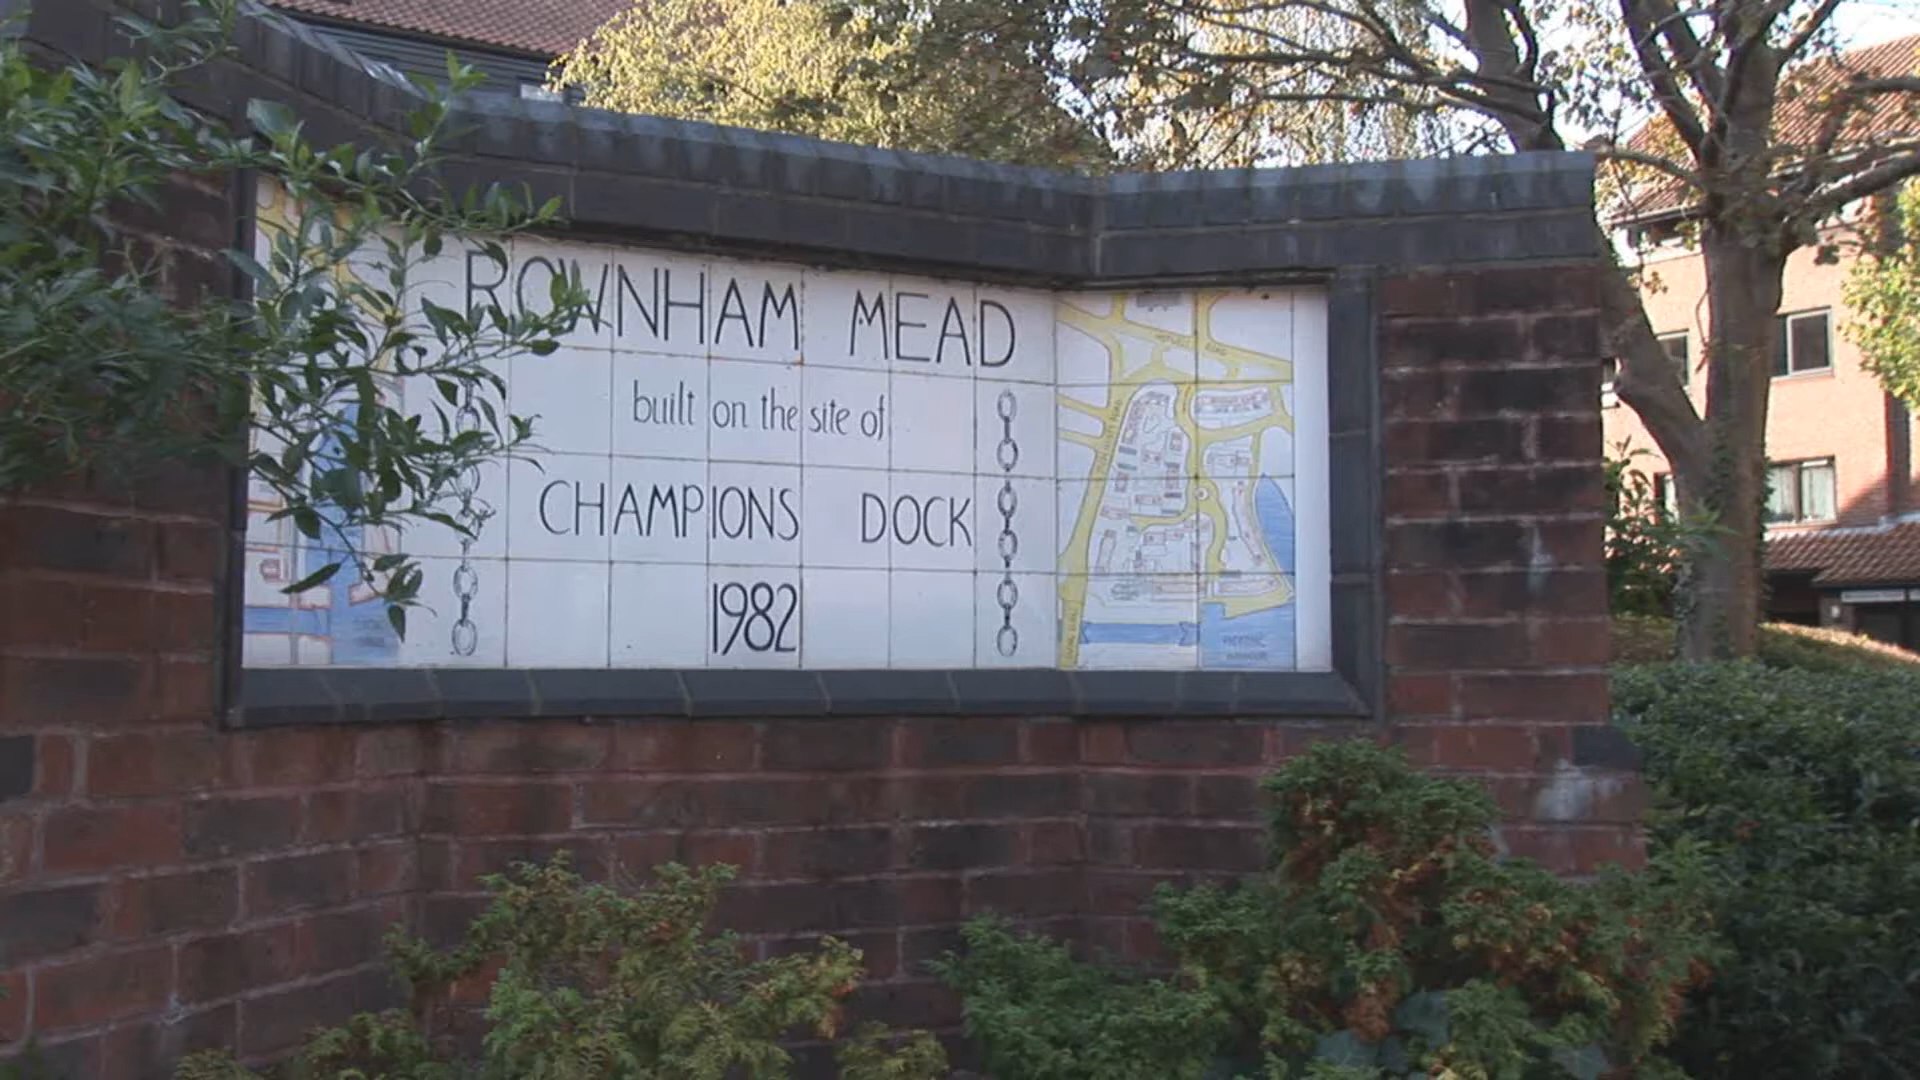 ROWNHAM MEAD
built on the site of
CHAMPIONS DOCK
1982